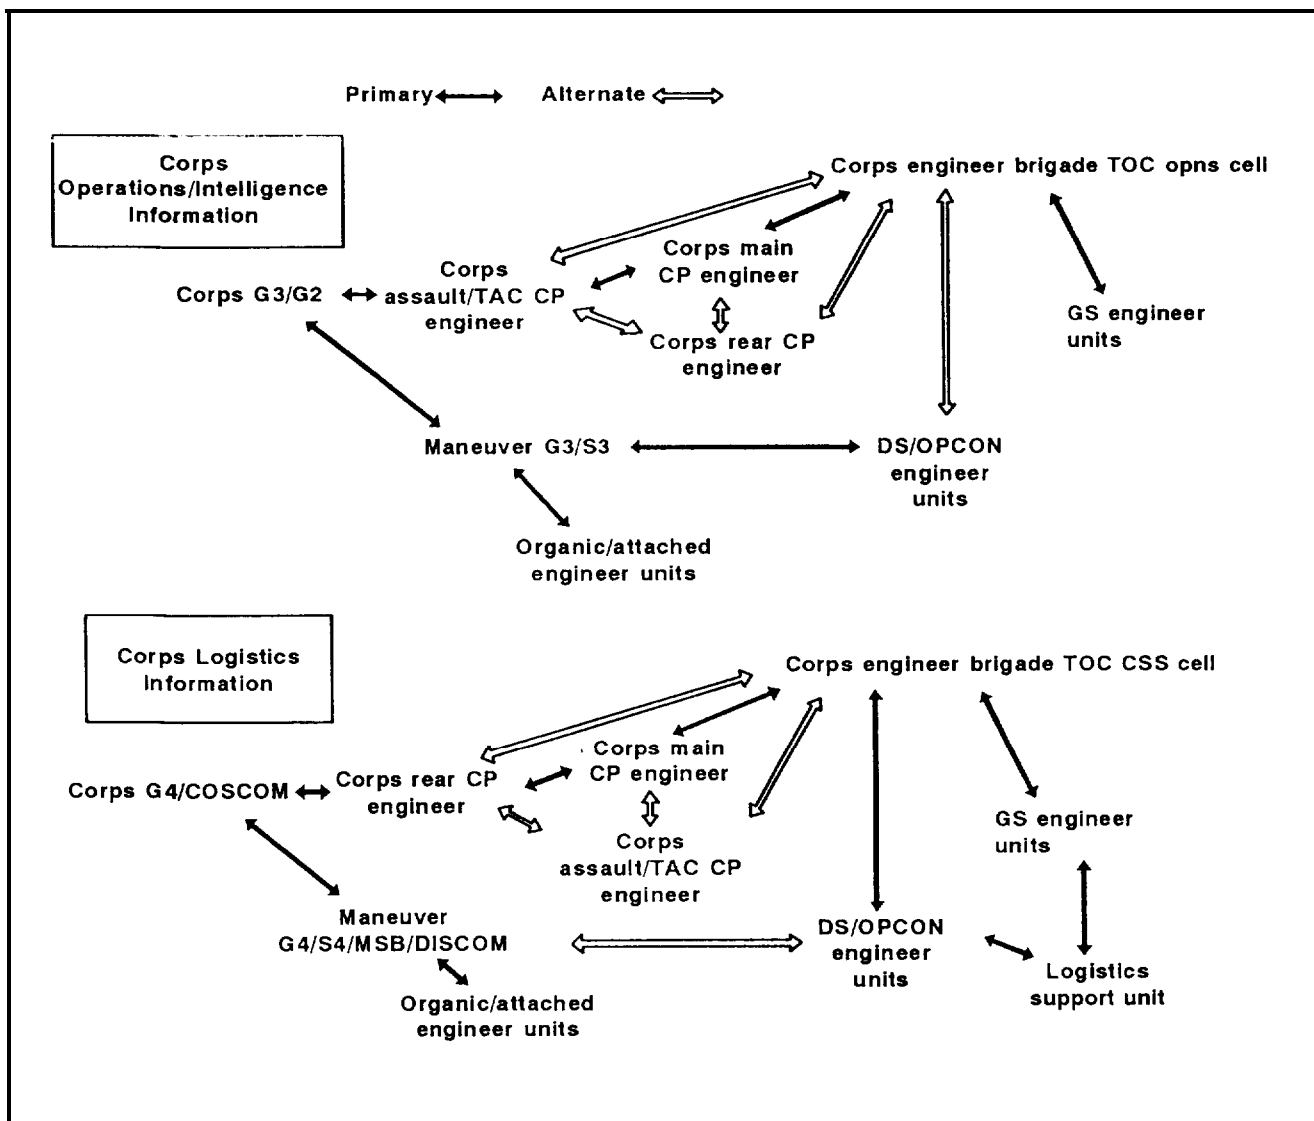 Primary
Alternate
Corps
Operations/Intelligence
Information
Corps engineer brigade TOC opns cell
Corps main
CP engineer
Corps
assault/TAC CP
engineer
Corps G3/G2
Corps rear CP
engineer
GS engineer
units
Maneuver G3/S3
DS/OPCON
engineer
units
Organic/attached
engineer units
Corps Logistics
Information
Corps engineer brigade TOC CSS cell
Corps main
CP engineer
Corps rear CP
engineer
Corps G4/COSCOM
Corps
assault/TAC CP
engineer
GS engineer
units
Maneuver
G4/S4/MSB/DISCOM
DS/OPCON
engineer
units
Logistics
support unit
Organic/attached
engineer units